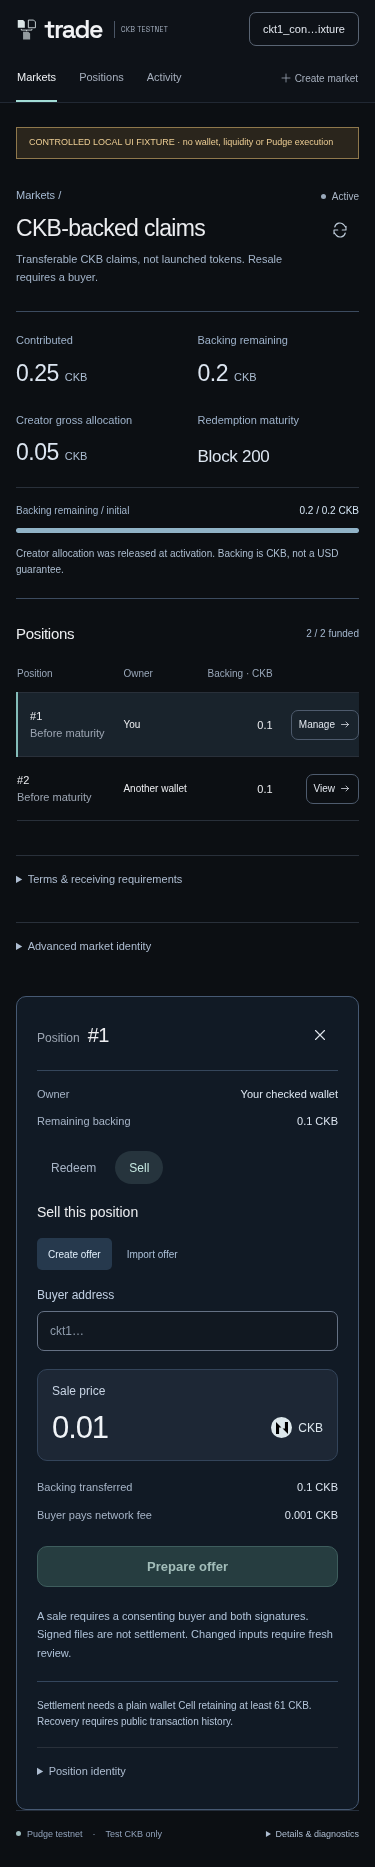 trade CKB TESTNET ckt1_con…ixture
Markets Positions Activity Create market
CONTROLLED LOCAL UI FIXTURE · no wallet, liquidity or Pudge execution
Markets / Active
CKB-backed claims
Transferable CKB claims, not launched tokens. Resale
requires a buyer.
Contributed Backing remaining
0.25 CKB 0.2 CKB
Creator gross allocation Redemption maturity
0.05 CKB Block 200
Backing remaining / initial 0.2 / 0.2 CKB
Creator allocation was released at activation. Backing is CKB, not a USD
guarantee.
Positions 2 / 2 funded
Position Owner Backing · CKB
#1
Before maturity You 0.1 Manage →
#2
Before maturity Another wallet 0.1 View →
Terms & receiving requirements
Advanced market identity
Position #1
Owner Your checked wallet
Remaining backing 0.1 CKB
Redeem Sell
Sell this position
Create offer Import offer
Buyer address
ckt1…
Sale price
0.01 CKB
Backing transferred 0.1 CKB
Buyer pays network fee 0.001 CKB
Prepare offer
A sale requires a consenting buyer and both signatures.
Signed files are not settlement. Changed inputs require fresh
review.
Settlement needs a plain wallet Cell retaining at least 61 CKB.
Recovery requires public transaction history.
Position identity
Pudge testnet · Test CKB only Details & diagnostics